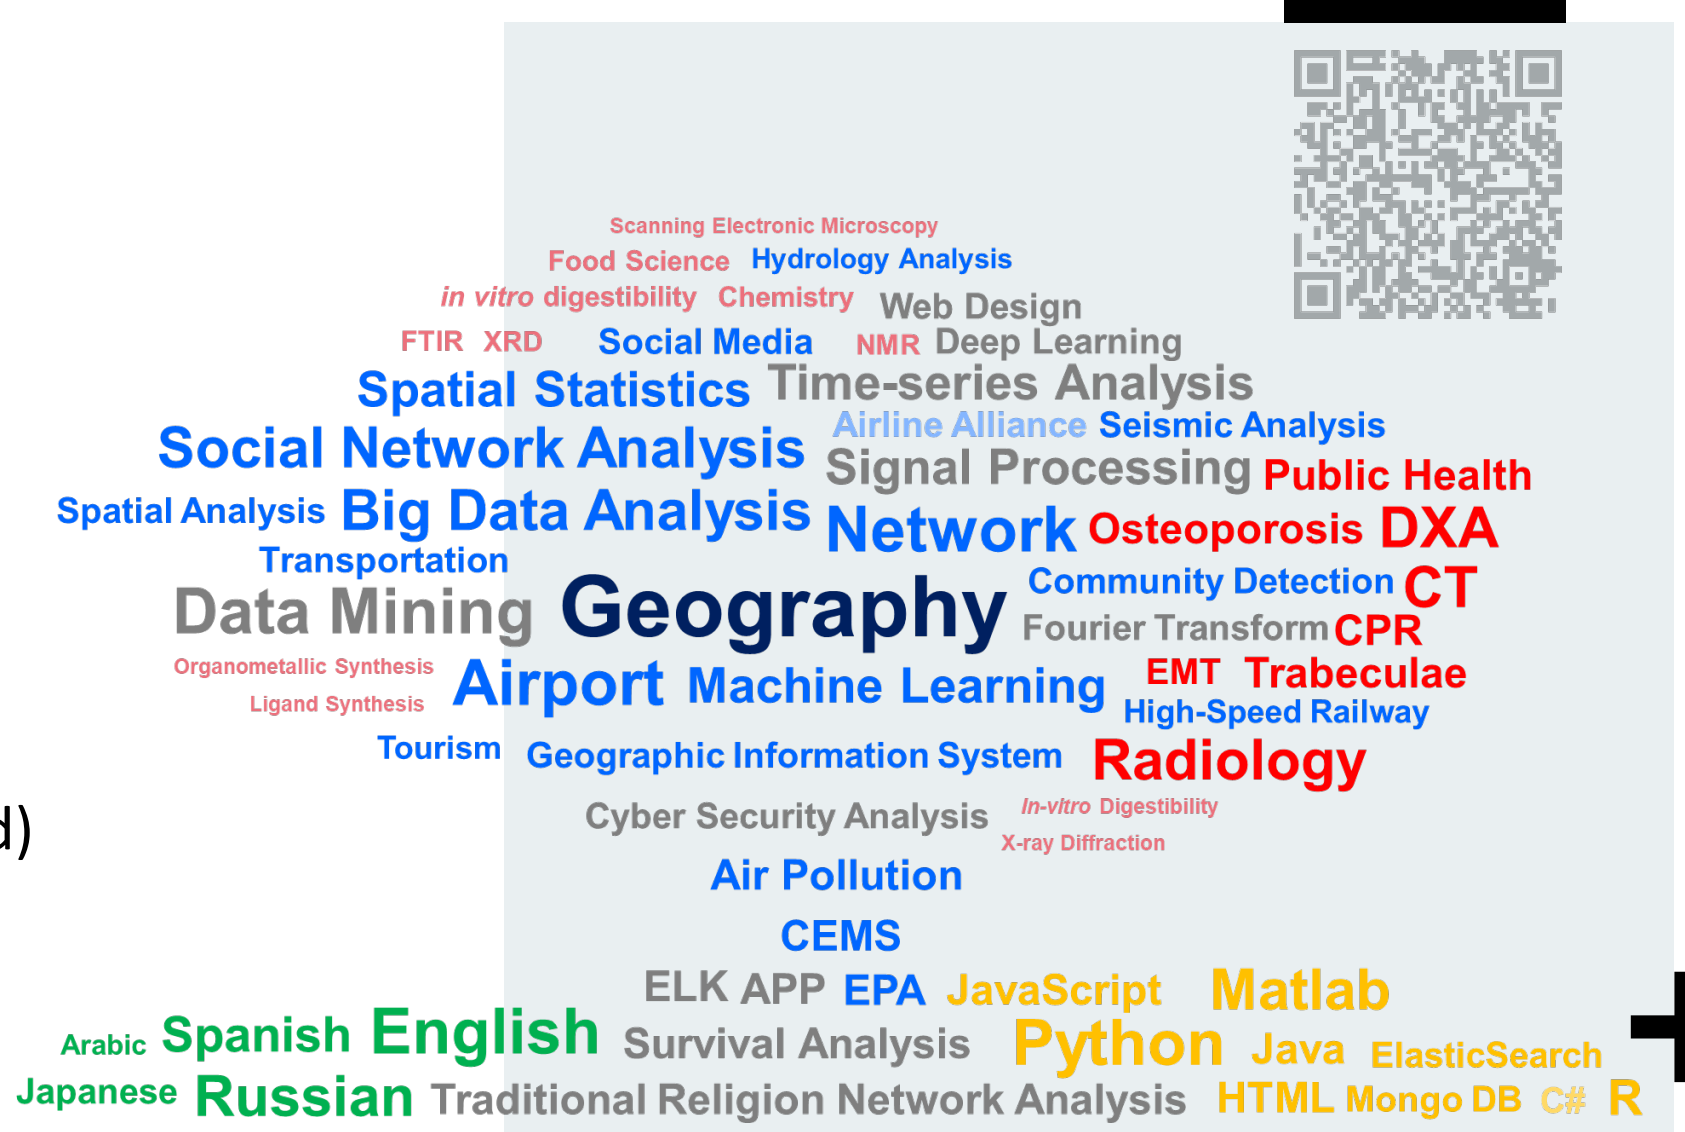 Scanning Electronic Microscopy
Food Science Hydrology Analysis
in vitro digestibility Chemistry Web Design
FTIR XRD Social Media NMR Deep Learning
Spatial Statistics Time-series Analysis
Airline Alliance Seismic Analysis
Social Network Analysis Signal Processing Public Health
Spatial Analysis Big Data Analysis Network Osteoporosis DXA
Transportation Community Detection CT
Data Mining Geography Fourier Transform CPR
Organometallic Synthesis Airport Machine Learning EMT Trabeculae
Ligand Synthesis High-Speed Railway
Tourism Geographic Information System Radiology
d) Cyber Security Analysis In-vitro Digestibility
X-ray Diffraction
Air Pollution
CEMS
ELK APP EPA JavaScript Matlab
Arabic Spanish English Survival Analysis Python Java ElasticSearch
Japanese Russian Traditional Religion Network Analysis HTML Mongo DB C# R